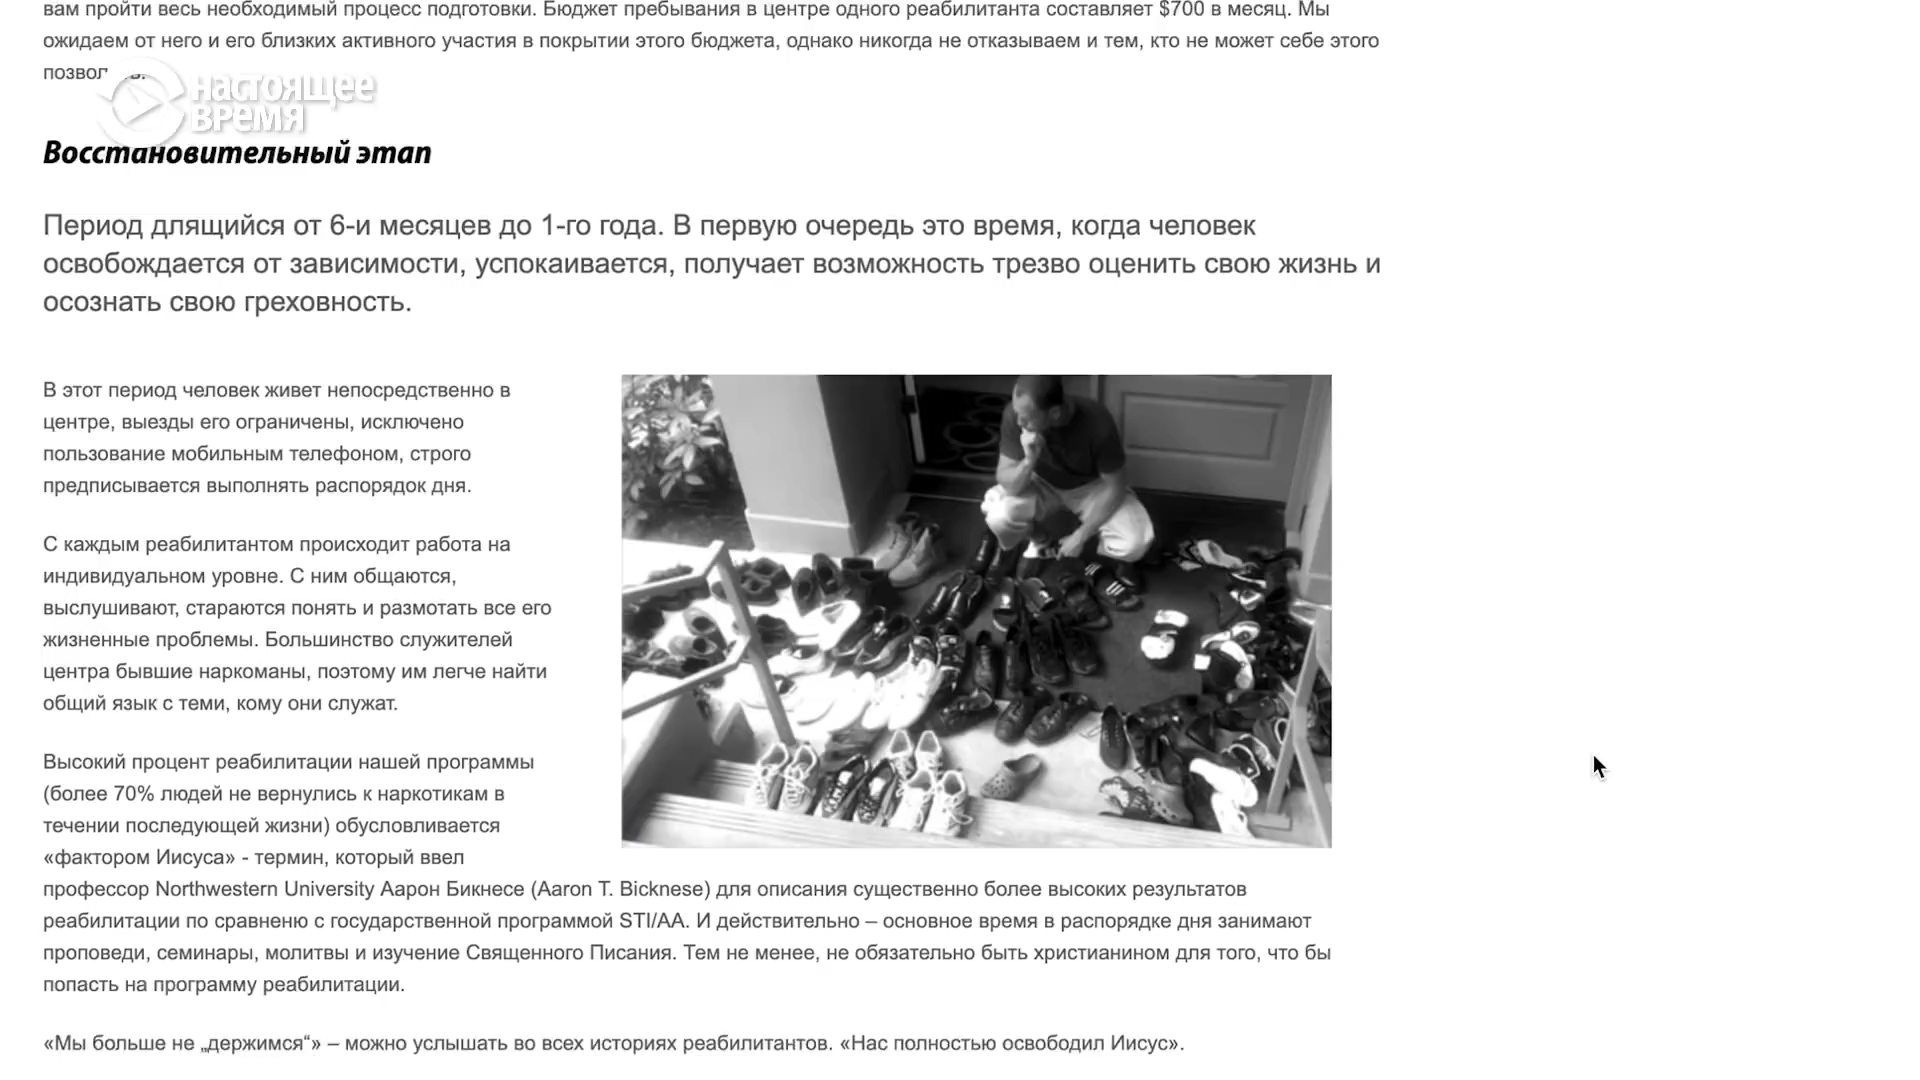 вам пройти весь необходимый процесс подготовки. Бюджет пребывания в центре одного реабилитанта составляет $700 в месяц. Мы
ожидаем от него и его близких активного участия в покрытии этого бюджета, однако никогда не отказываем и тем, кто не может себе этого
настоящее
время
Восстановительный этап
Период длящийся от 6-и месяцев до 1-го года. В первую очередь это время, когда человек
освобождается от зависимости, успокаивается, получает возможность трезво оценить свою жизнь и
осознать свою греховность.
В этот период человек живет непосредственно в
центре, выезды его ограничены, исключено
пользование мобильным телефоном, строго
предписывается выполнять распорядок дня.
С каждым реабилитантом происходит работа на
индивидуальном уровне. С ним общаются,
выслушивают, стараются понять и размотать все его
жизненные проблемы. Большинство служителей
центра бывшие наркоманы, поэтому им легче найти
общий язык с теми, кому они служат.
Высокий процент реабилитации нашей программы
(более 70% людей не вернулись к наркотикам в
течении последующей жизни) обусловливается
«фактором Иисуса» - термин, который ввел
профессор Northwestern University Аарон Бикнесе (Aaron T. Bicknese) для описания существенно более высоких результатов
реабилитации по сравненю с государственной программой STI/AA. И действительно – основное время в распорядке дня занимают
проповеди, семинары, молитвы и изучение Священного Писания. Тем не менее, не обязательно быть христианином для того, что бы
попасть на программу реабилитации.
«Мы больше не „держимся“» – можно услышать во всех историях реабилитантов. «Нас полностью освободил Иисус».